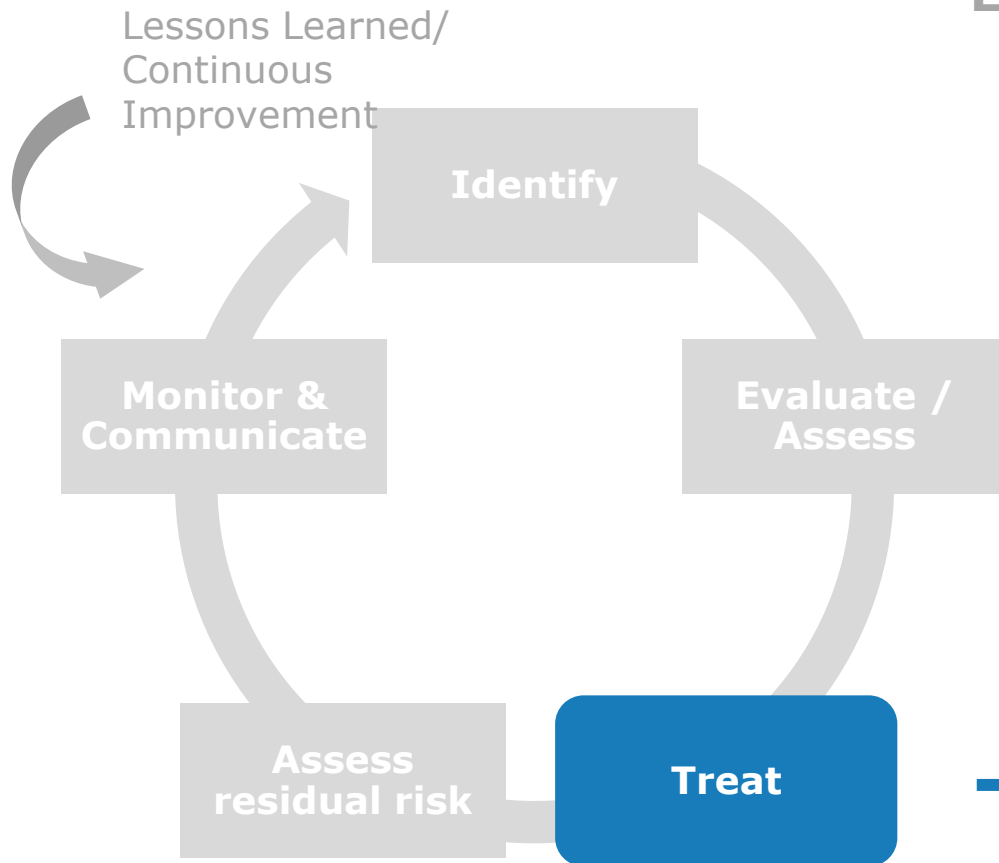 Lessons Learned/
Continuous
Improvement
Identify
Monitor &
Communicate
Evaluate /
Assess
Assess
residual risk
Treat